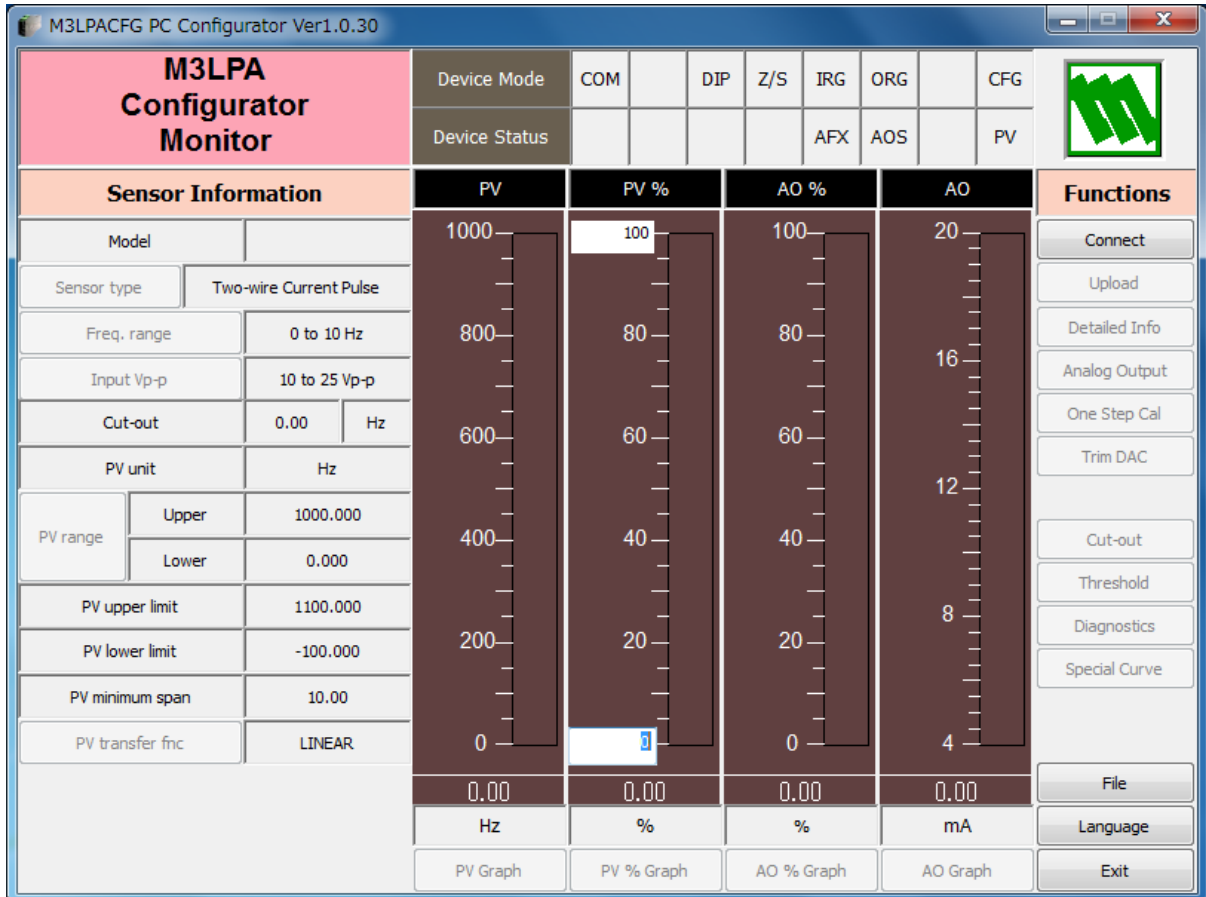 M3LPACFG PC Configurator Ver1.0.30
M3LPA
Configurator
Monitor
Device Mode COM DIP Z/S IRG ORG CFG
Device Status AFX AOS PV
Sensor Information
Model
Sensor type Two-wire Current Pulse
Freq. range 0 to 10 Hz
Input Vp-p 10 to 25 Vp-p
Cut-out 0.00 Hz
PV unit Hz
PV range
Upper 1000.000
Lower 0.000
PV upper limit 1100.000
PV lower limit -100.000
PV minimum span 10.00
PV transfer fnc LINEAR
PV
1000
800
600
400
200
0
0.00
Hz
PV Graph
PV %
100
80
60
40
20
0
0.00
%
PV % Graph
AO %
100
80
60
40
20
0
0.00
%
AO % Graph
AO
20
16
12
8
4
0.00
mA
AO Graph
Functions
Connect
Upload
Detailed Info
Analog Output
One Step Cal
Trim DAC
Cut-out
Threshold
Diagnostics
Special Curve
File
Language
Exit